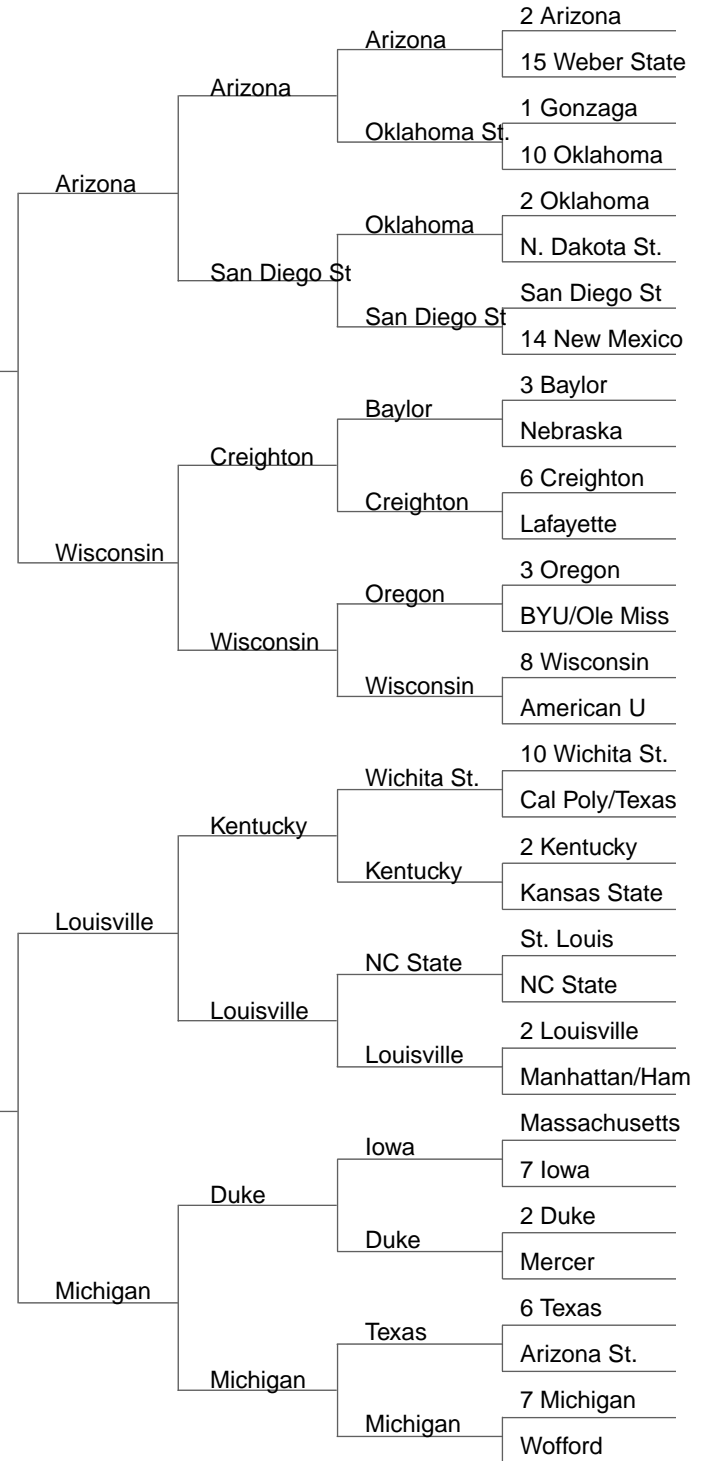 2 Arizona
Arizona
15 Weber State
Arizona
1 Gonzaga
Oklahoma St.
10 Oklahoma
Arizona
2 Oklahoma
Oklahoma
N. Dakota St.
San Diego St
San Diego St
San Diego St
14 New Mexico
3 Baylor
Baylor
Nebraska
Creighton
6 Creighton
Creighton
Lafayette
Wisconsin
3 Oregon
Oregon
BYU/Ole Miss
Wisconsin
8 Wisconsin
Wisconsin
American U
10 Wichita St.
Wichita St.
Cal Poly/Texas
Kentucky
2 Kentucky
Kentucky
Kansas State
Louisville
St. Louis
NC State
NC State
Louisville
2 Louisville
Louisville
Manhattan/Ham
Massachusetts
Iowa
7 Iowa
Duke
2 Duke
Duke
Mercer
Michigan
6 Texas
Texas
Arizona St.
Michigan
7 Michigan
Michigan
Wofford